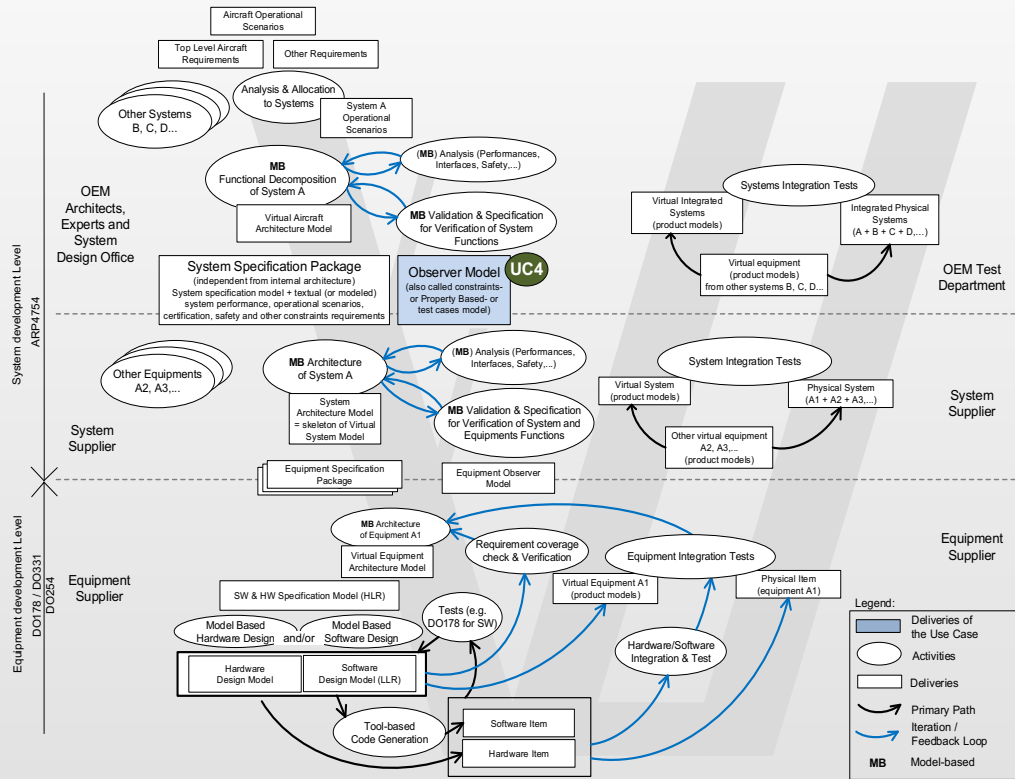 Aircraft Operational
Scenarios
Top Level Aircraft
Requirements
Other Requirements
Analysis & Allocation
to Systems
Other Systems
B, C, D...
System A
Operational
Scenarios
MB
Functional Decomposition
of System A
(MB) Analysis (Performances,
Interfaces, Safety,...)
Virtual Aircraft
Architecture Model
MB Validation & Specification
for Verification of System
Functions
OEM
Architects,
Experts and
System
Design Office
Systems Integration Tests
Virtual Integrated
Systems
(product models)
Integrated Physical
Systems
(A + B + C + D,...)
Virtual equipment
(product models)
from other systems B, C, D...
OEM Test
Department
System Specification Package
(independent from internal architecture)
System specification model + textual (or modeled)
system performance, operational scenarios,
certification, safety and other constraints requirements
Observer Model
(also called constraints-
or Property Based- or
test cases model)
UC4
System development Level
ARP4754
Other Equipments
A2, A3,...
MB Architecture
of System A
(MB) Analysis (Performances,
Interfaces, Safety,...)
System
Architecture Model
= skeleton of Virtual
System Model
MB Validation & Specification
for Verification of System and
Equipments Functions
System
Supplier
System Integration Tests
Virtual System
(product models)
Physical System
(A1 + A2 + A3,...)
Other virtual equipment
A2, A3,...
(product models)
System
Supplier
Equipment Specification
Package
Equipment Observer
Model
Equipment development Level
DO178 / DO331
DO254
MB Architecture
of Equipment A1
Virtual Equipment
Architecture Model
Requirement coverage
check & Verification
Equipment Integration Tests
Equipment
Supplier
Equipment
Supplier
Virtual Equipment A1
(product models)
Physical Item
(equipment A1)
SW & HW Specification Model (HLR)
Tests (e.g.
DO178 for SW)
Model Based
Hardware Design
and/or
Model Based
Software Design
Hardware
Design Model
Software
Design Model (LLR)
Hardware/Software
Integration & Test
Tool-based
Code Generation
Software Item
Hardware Item
Legend:
Deliveries of
the Use Case
Activities
Deliveries
Primary Path
Iteration /
Feedback Loop
MB
Model-based